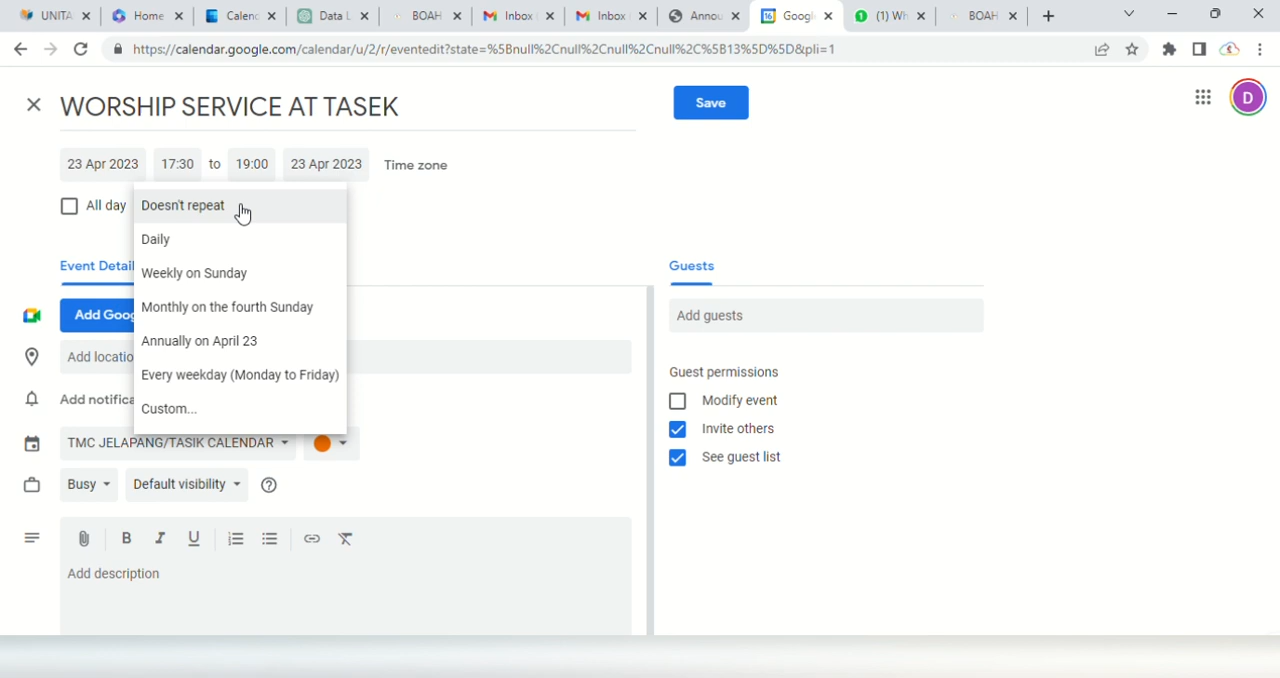 UNITA Home Calenc Data L BOAH Inbox Inbox Annou Googl (1) Wh BOAH
https://calendar.google.com/calendar/u/2/r/eventedit?state=%5Bnull%2Cnull%2Cnull%2Cnull%2C%5B13%5D%5D&pli=1
WORSHIP SERVICE AT TASEK
Save
D
23 Apr 2023 17:30 to 19:00 23 Apr 2023 Time zone
All day
Doesn't repeat
Daily
Weekly on Sunday
Monthly on the fourth Sunday
Annually on April 23
Every weekday (Monday to Friday)
Custom...
Event Detail
Add Goog
Add locatio
Add notifica
TMC JELAPANG/TASIK CALENDAR
Busy Default visibility
B I U
Add description
Guests
Add guests
Guest permissions
Modify event
Invite others
See guest list